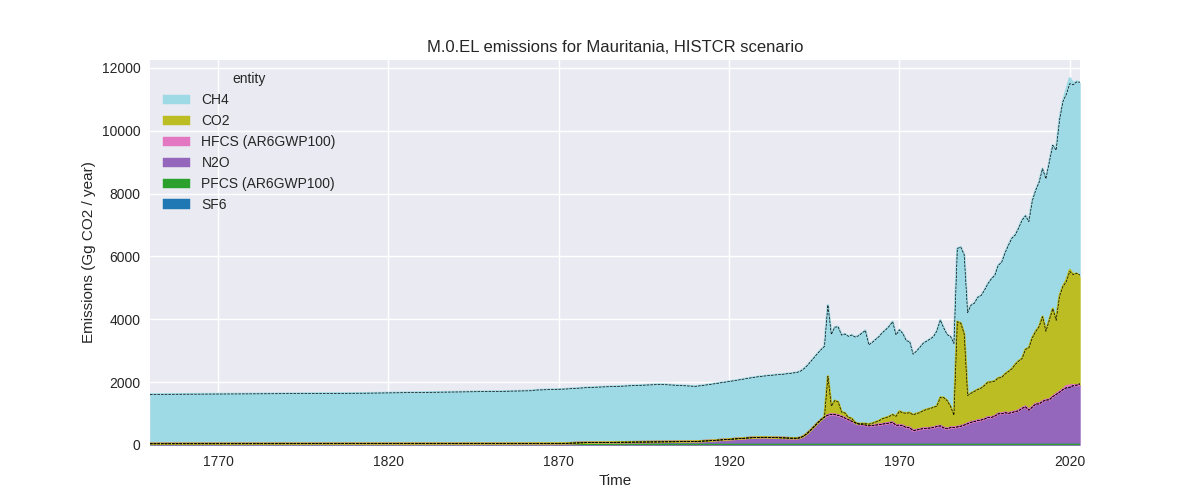 M.0.EL emissions for Mauritania, HISTCR scenario
12000
10000
8000
6000
4000
2000
0
Emissions (Gg CO2 / year)
entity
CH4
CO2
HFCS (AR6GWP100)
N2O
PFCS (AR6GWP100)
SF6
1770
1820
1870
1920
1970
2020
Time